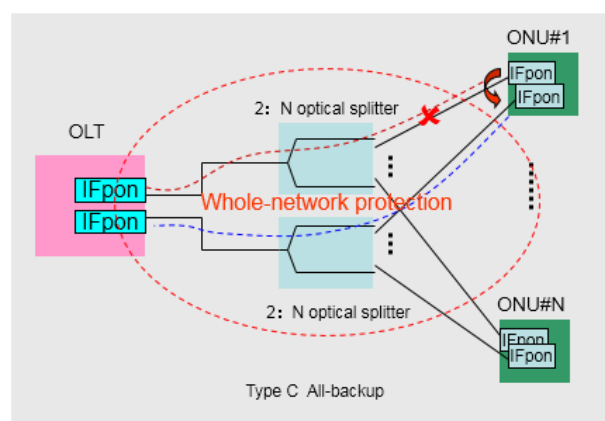 ONU#1
IFpon
IFpon
2：N optical splitter
OLT
IFpon
IFpon
Whole-network protection
2：N optical splitter
ONU#N
IFpon
IFpon
Type C All-backup